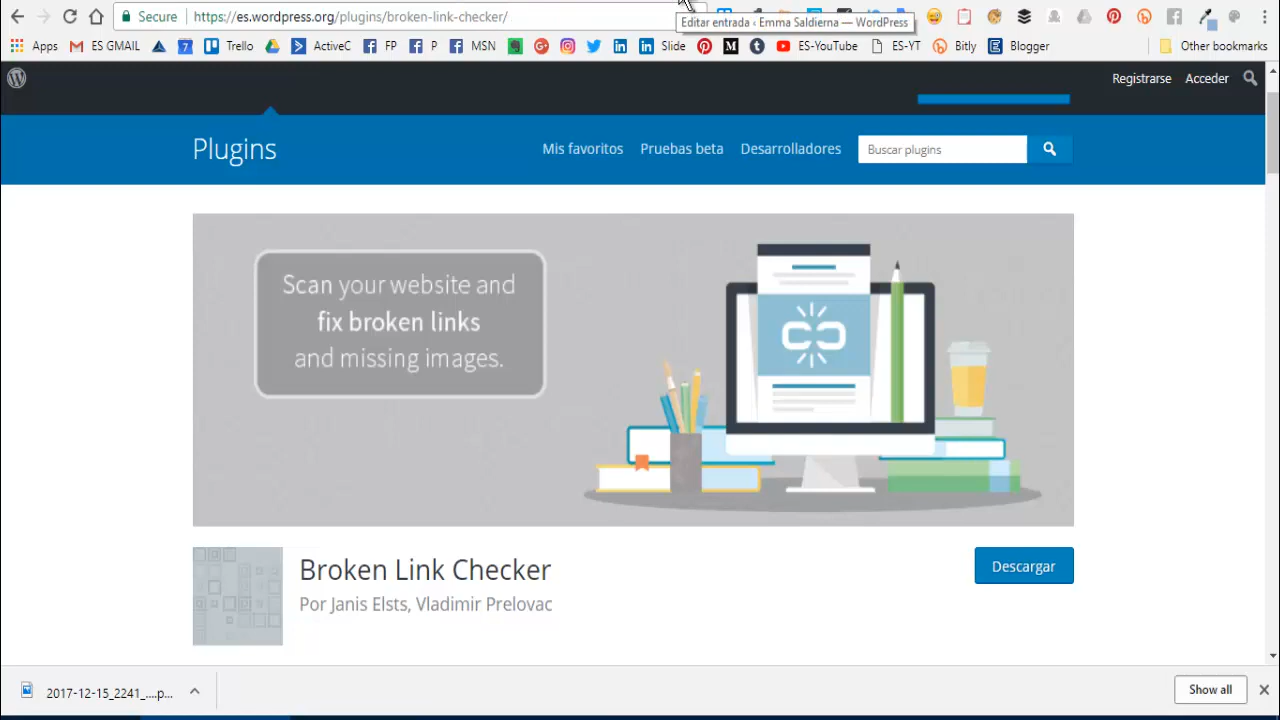 Secure https://es.wordpress.org/plugins/broken-link-checker/
Editar entrada ‹ Emma Saldierna — WordPress
Apps ES GMAIL Trello ActiveC FP P MSN Slide ES-YouTube ES-YT Bitly Blogger Other bookmarks
Registrarse Acceder
Plugins Mis favoritos Pruebas beta Desarrolladores Buscar plugins
Scan your website and
fix broken links
and missing images.
Broken Link Checker
Descargar
Por Janis Elsts, Vladimir Prelovac
2017-12-15_2241_....p...
Show all